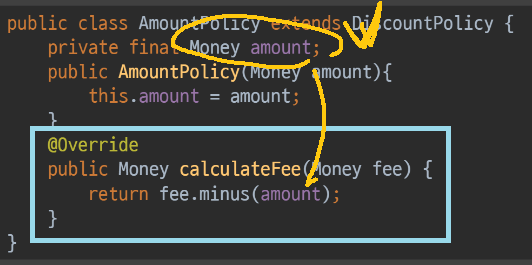 public class AmountPolicy extends DiscountPolicy {
private final Money amount;
public AmountPolicy(Money amount){
this.amount = amount;
}
@Override
public Money calculateFee(Money fee) {
return fee.minus(amount);
}
}